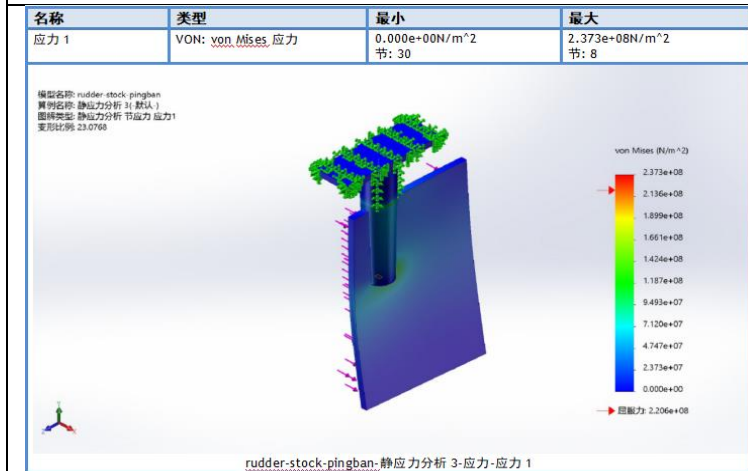 名称 类型 最小 最大
应力 1 VON: von Mises 应力 0.000e+00N/m^2 2.373e+08N/m^2
节: 30 节: 8
模型名称: rudder-stock-pingban
算例名称: 静应力分析 3(-默认-)
图解类型: 静应力分析 节应力 应力1
变形比例: 23.0768
von Mises (N/m^2)
2.373e+08
2.136e+08
1.899e+08
1.661e+08
1.424e+08
1.187e+08
9.493e+07
7.120e+07
4.747e+07
2.373e+07
0.000e+00
屈服力: 2.206e+08
rudder-stock-pingban-静应力分析 3-应力-应力 1